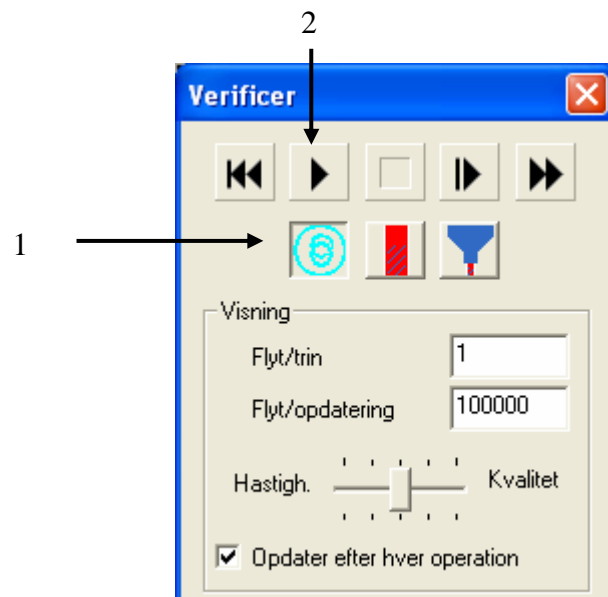 2
Verificer
1
Visning
Flyt/trin 1
Flyt/opdatering 100000
Hastigh. Kvalitet
Opdater efter hver operation